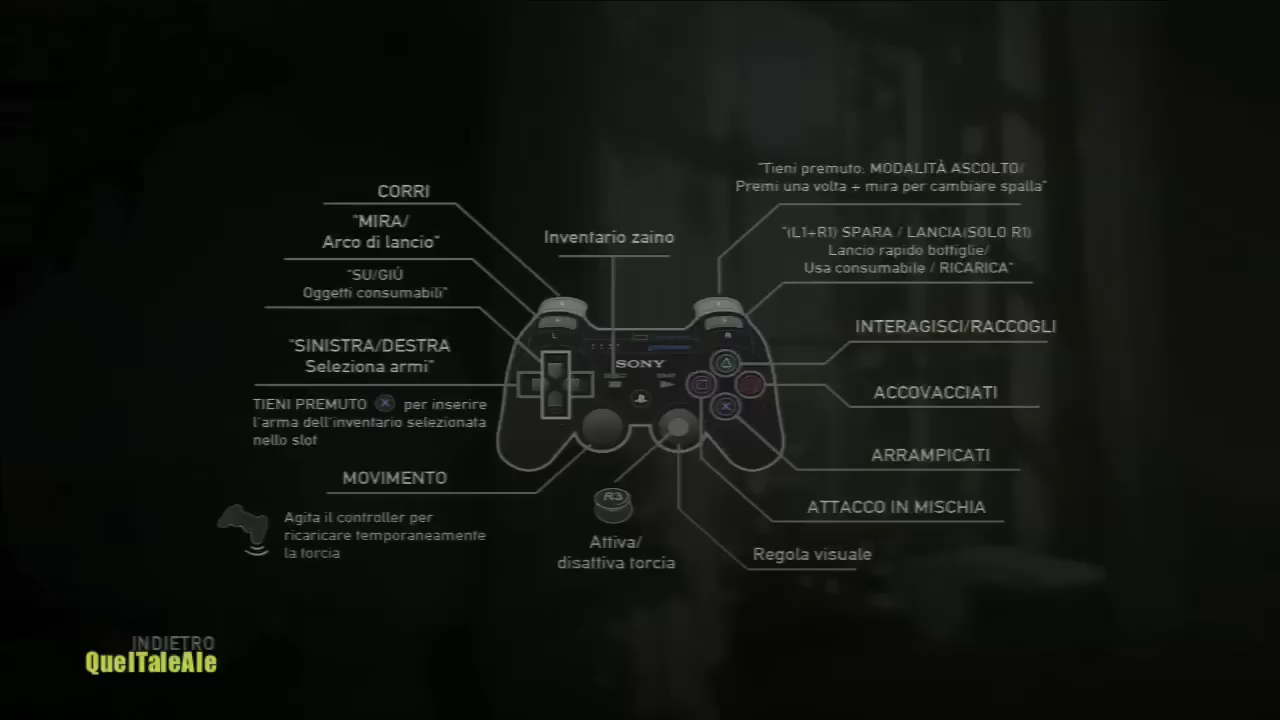 CORRI
"MIRA/
Arco di lancio"
"SU/GIÙ
Oggetti consumabili"
"SINISTRA/DESTRA
Seleziona armi"
TIENI PREMUTO X per inserire
l'arma dell'inventario selezionata
nello slot
MOVIMENTO
Agita il controller per
ricaricare temporaneamente
la torcia
Inventario zaino
SONY
L
R
R3
Attiva/
disattiva torcia
"Tieni premuto: MODALITÀ ASCOLTO/
Premi una volta + mira per cambiare spalla"
"(L1+R1) SPARA / LANCIA(SOLO R1)
Lancio rapido bottiglie/
Usa consumabile / RICARICA"
INTERAGISCI/RACCOGLI
ACCOVACCIATI
ARRAMPICATI
ATTACCO IN MISCHIA
Regola visuale
INDIETRO
QuelTaleAle